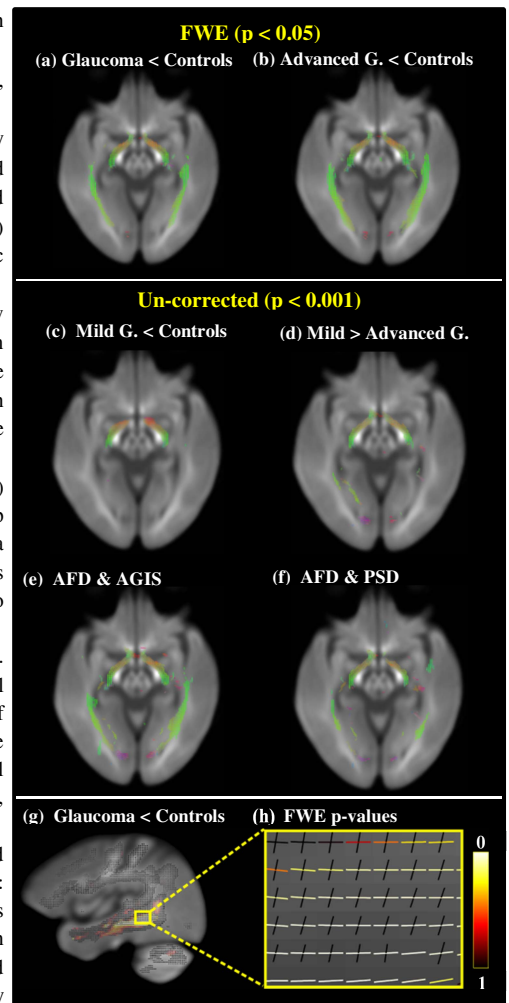 FWE (p < 0.05)
(a) Glaucoma < Controls (b) Advanced G. < Controls
Un-corrected (p < 0.001)
(c) Mild G. < Controls (d) Mild > Advanced G.
(e) AFD & AGIS (f) AFD & PSD
(g) Glaucoma < Controls (h) FWE p-values
0
1